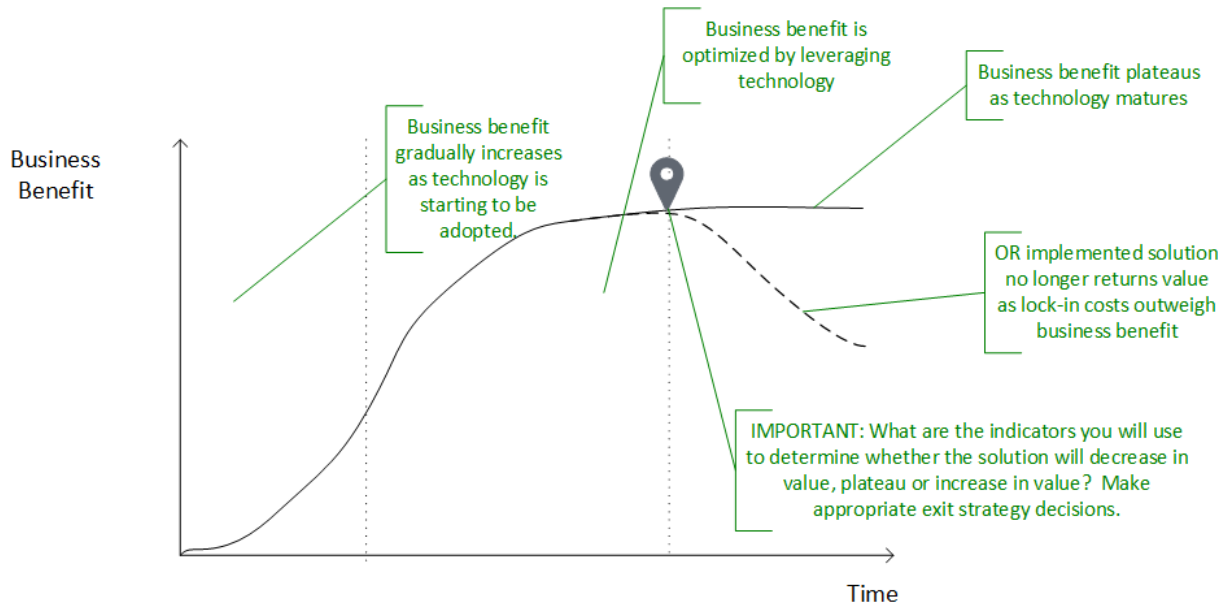 Business benefit is
optimized by leveraging
technology
Business benefit plateaus
as technology matures
Business benefit
gradually increases
as technology is
starting to be
adopted.
Business
Benefit
OR implemented solution
no longer returns value
as lock-in costs outweigh
business benefit
IMPORTANT: What are the indicators you will use
to determine whether the solution will decrease in
value, plateau or increase in value?  Make
appropriate exit strategy decisions.
Time